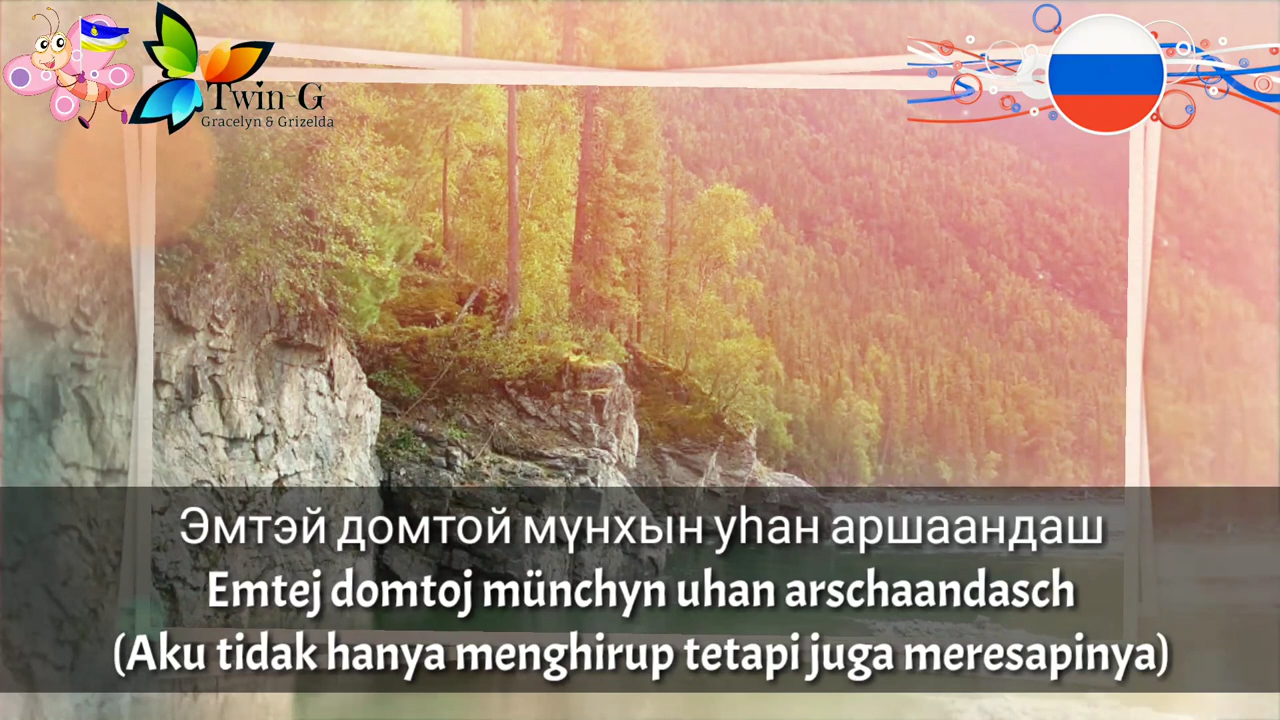 Twin-G
Gracelyn & Grizelda
Эмтэй домтой мүнхын уһан аршаандаш
Emtej domtoj münchyn uhan arschaandasch
(Aku tidak hanya menghirup tetapi juga meresapinya)